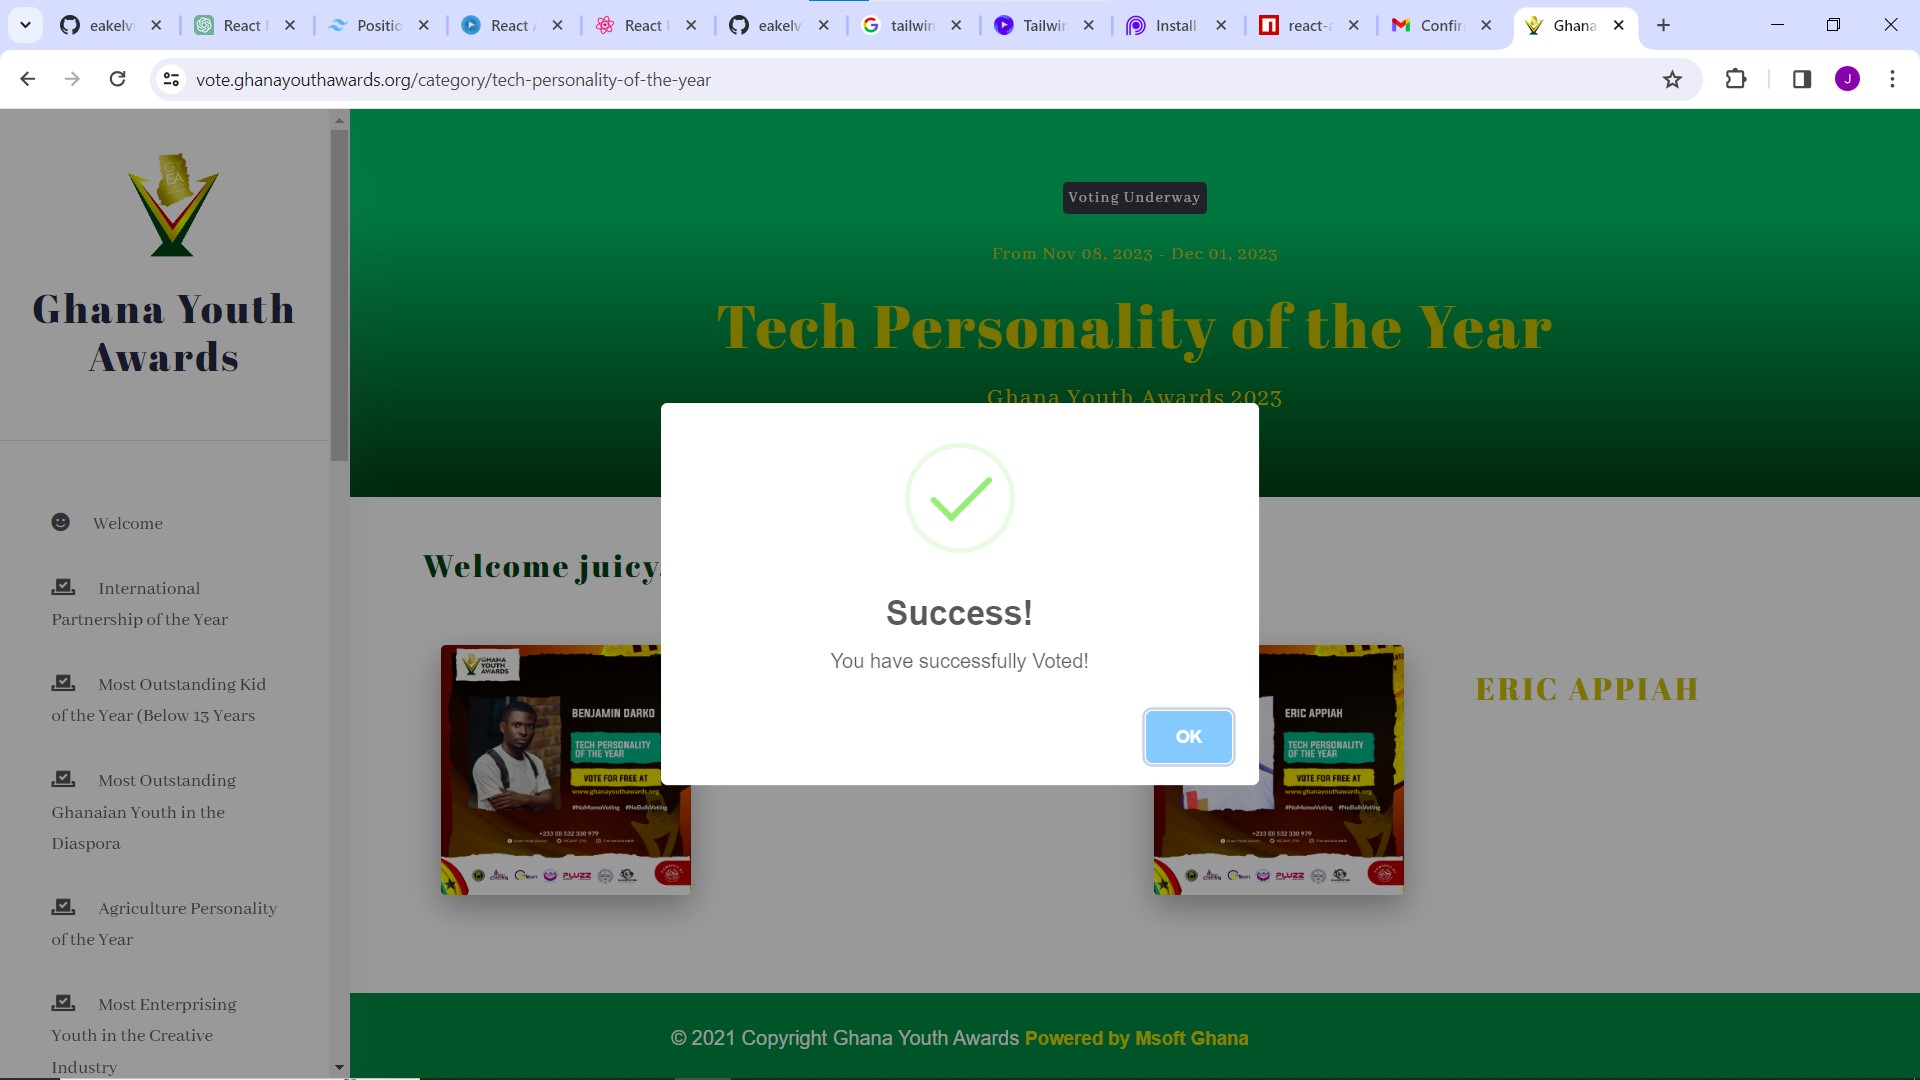 eakelv
React
Positio
React
React
eakelv
tailwin
Tailwin
Install
react-
Confir
Ghana
vote.ghanayouthawards.org/category/tech-personality-of-the-year
J
Ghana Youth
Awards
Welcome
International
Partnership of the Year
Most Outstanding Kid
of the Year (Below 13 Years
Most Outstanding
Ghanaian Youth in the
Diaspora
Agriculture Personality
of the Year
Most Enterprising
Youth in the Creative
Industry
Voting Underway
From Nov 08, 2023 - Dec 01, 2023
Tech Personality of the Year
Ghana Youth Awards 2023
Welcome juicy.
Success!
You have successfully Voted!
OK
GHANA
YOUTH
AWARDS
BENJAMIN DARKO
TECH PERSONALITY
OF THE YEAR
VOTE FOR FREE AT
www.ghanayouthawards.org
#NoMomoVoting #NoBulkVoting
+233 (0) 532 330 979
PLUZZ
ERIC APPIAH
TECH PERSONALITY
OF THE YEAR
VOTE FOR FREE AT
www.ghanayouthawards.org
#NoMomoVoting #NoBulkVoting
+233 (0) 532 330 979
PLUZZ
ERIC APPIAH
© 2021 Copyright Ghana Youth Awards Powered by Msoft Ghana